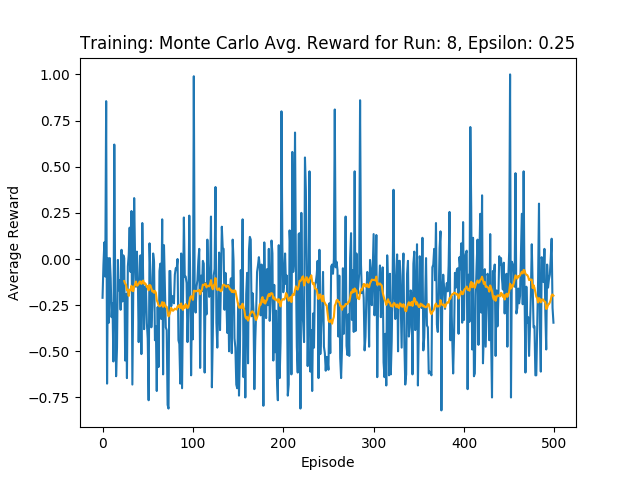 Training: Monte Carlo Avg. Reward for Run: 8, Epsilon: 0.25
1.00
0.75
0.50
0.25
0.00
−0.25
−0.50
−0.75
Average Reward
0 100 200 300 400 500
Episode